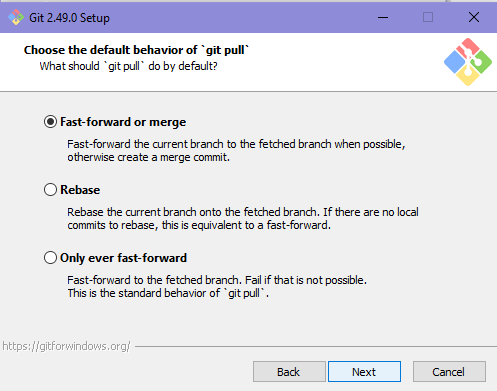 Git 2.49.0 Setup
Choose the default behavior of `git pull`
What should `git pull` do by default?
Fast-forward or merge
Fast-forward the current branch to the fetched branch when possible,
otherwise create a merge commit.
Rebase
Rebase the current branch onto the fetched branch. If there are no local
commits to rebase, this is equivalent to a fast-forward.
Only ever fast-forward
Fast-forward to the fetched branch. Fail if that is not possible.
This is the standard behavior of `git pull`.
https://gitforwindows.org/
Back
Next
Cancel